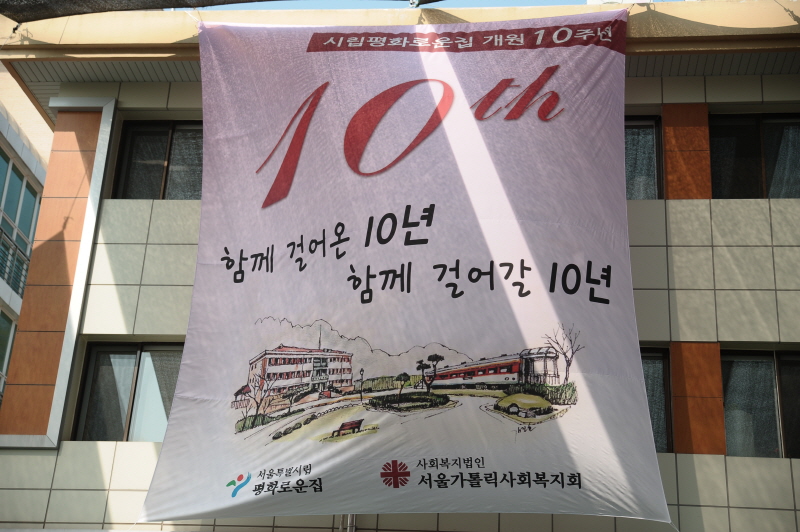 시립평화로운집 개원 10주년
10th
함께 걸어온 10년
함께 걸어갈 10년
서울특별시립
평화로운집
사회복지법인
서울가톨릭사회복지회